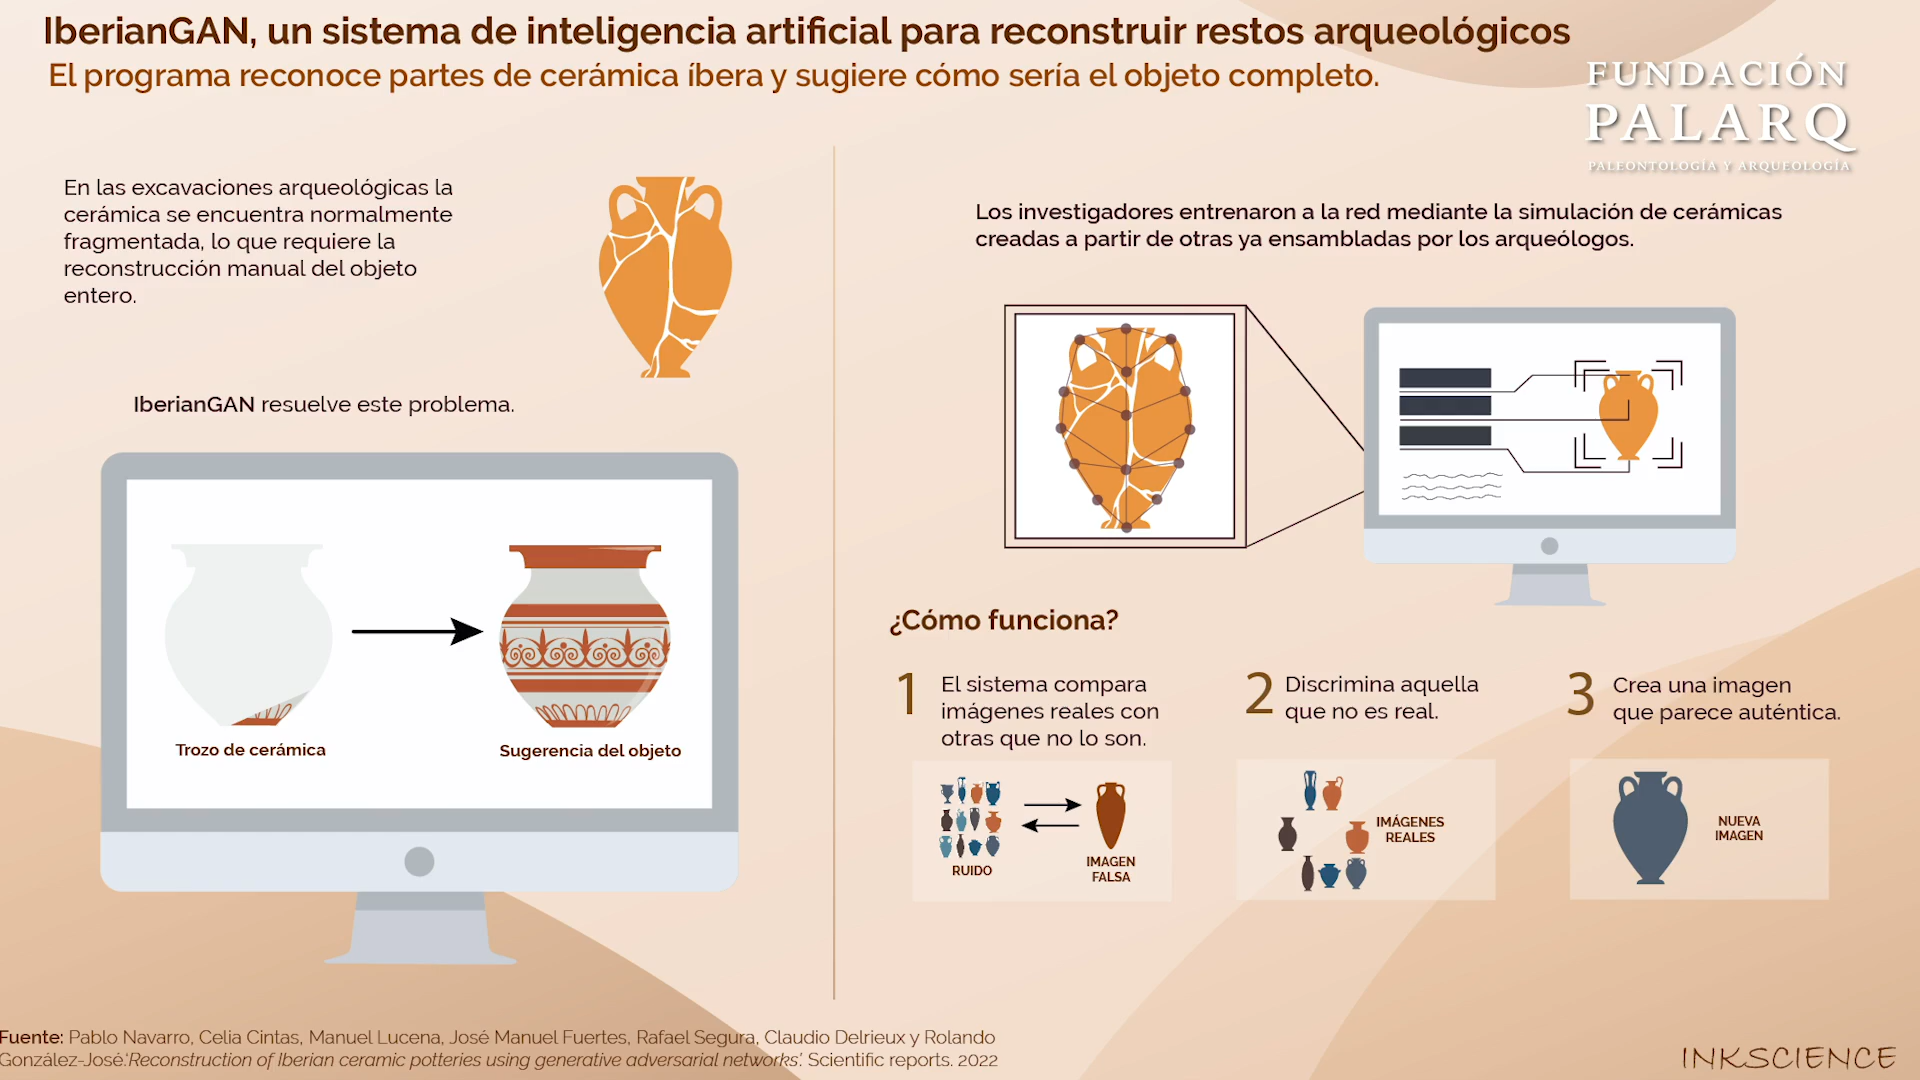 IberianGAN, un sistema de inteligencia artificial para reconstruir restos arqueológicos
El programa reconoce partes de cerámica íbera y sugiere cómo sería el objeto completo.
FUNDACIÓN
PALARQ
PALEONTOLOGÍA Y ARQUEOLOGÍA
En las excavaciones arqueológicas la
cerámica se encuentra normalmente
fragmentada, lo que requiere la
reconstrucción manual del objeto
entero.
IberianGAN resuelve este problema.
Trozo de cerámica
Sugerencia del objeto
Los investigadores entrenaron a la red mediante la simulación de cerámicas
creadas a partir de otras ya ensambladas por los arqueólogos.
¿Cómo funciona?
1 El sistema compara
imágenes reales con
otras que no lo son.
RUIDO
IMAGEN
FALSA
2 Discrimina aquella
que no es real.
IMÁGENES
REALES
3 Crea una imagen
que parece auténtica.
NUEVA
IMAGEN
Fuente: Pablo Navarro, Celia Cintas, Manuel Lucena, José Manuel Fuertes, Rafael Segura, Claudio Delrieux y Rolando
González-José.'Reconstruction of Iberian ceramic potteries using generative adversarial networks'. Scientific reports. 2022
INKSCIENCE